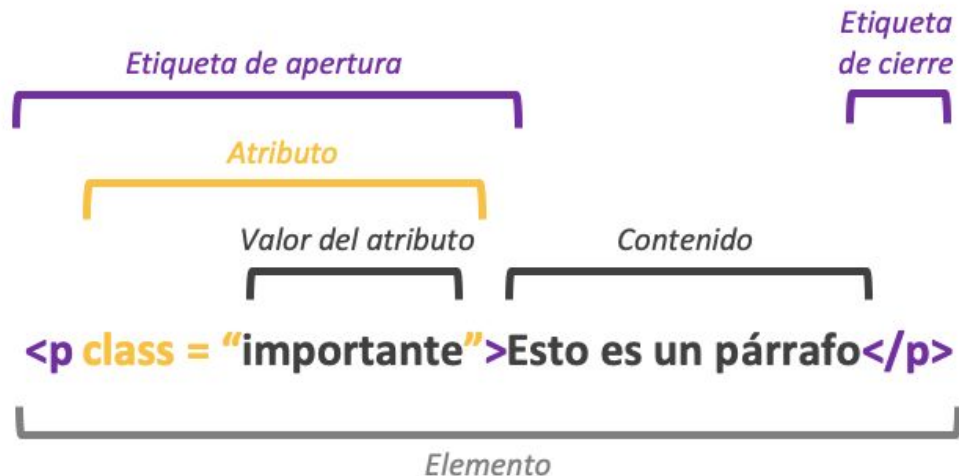 Etiqueta
de cierre
Etiqueta de apertura
Atributo
Valor del atributo
Contenido
<p class = “importante”>Esto es un párrafo</p>
Elemento